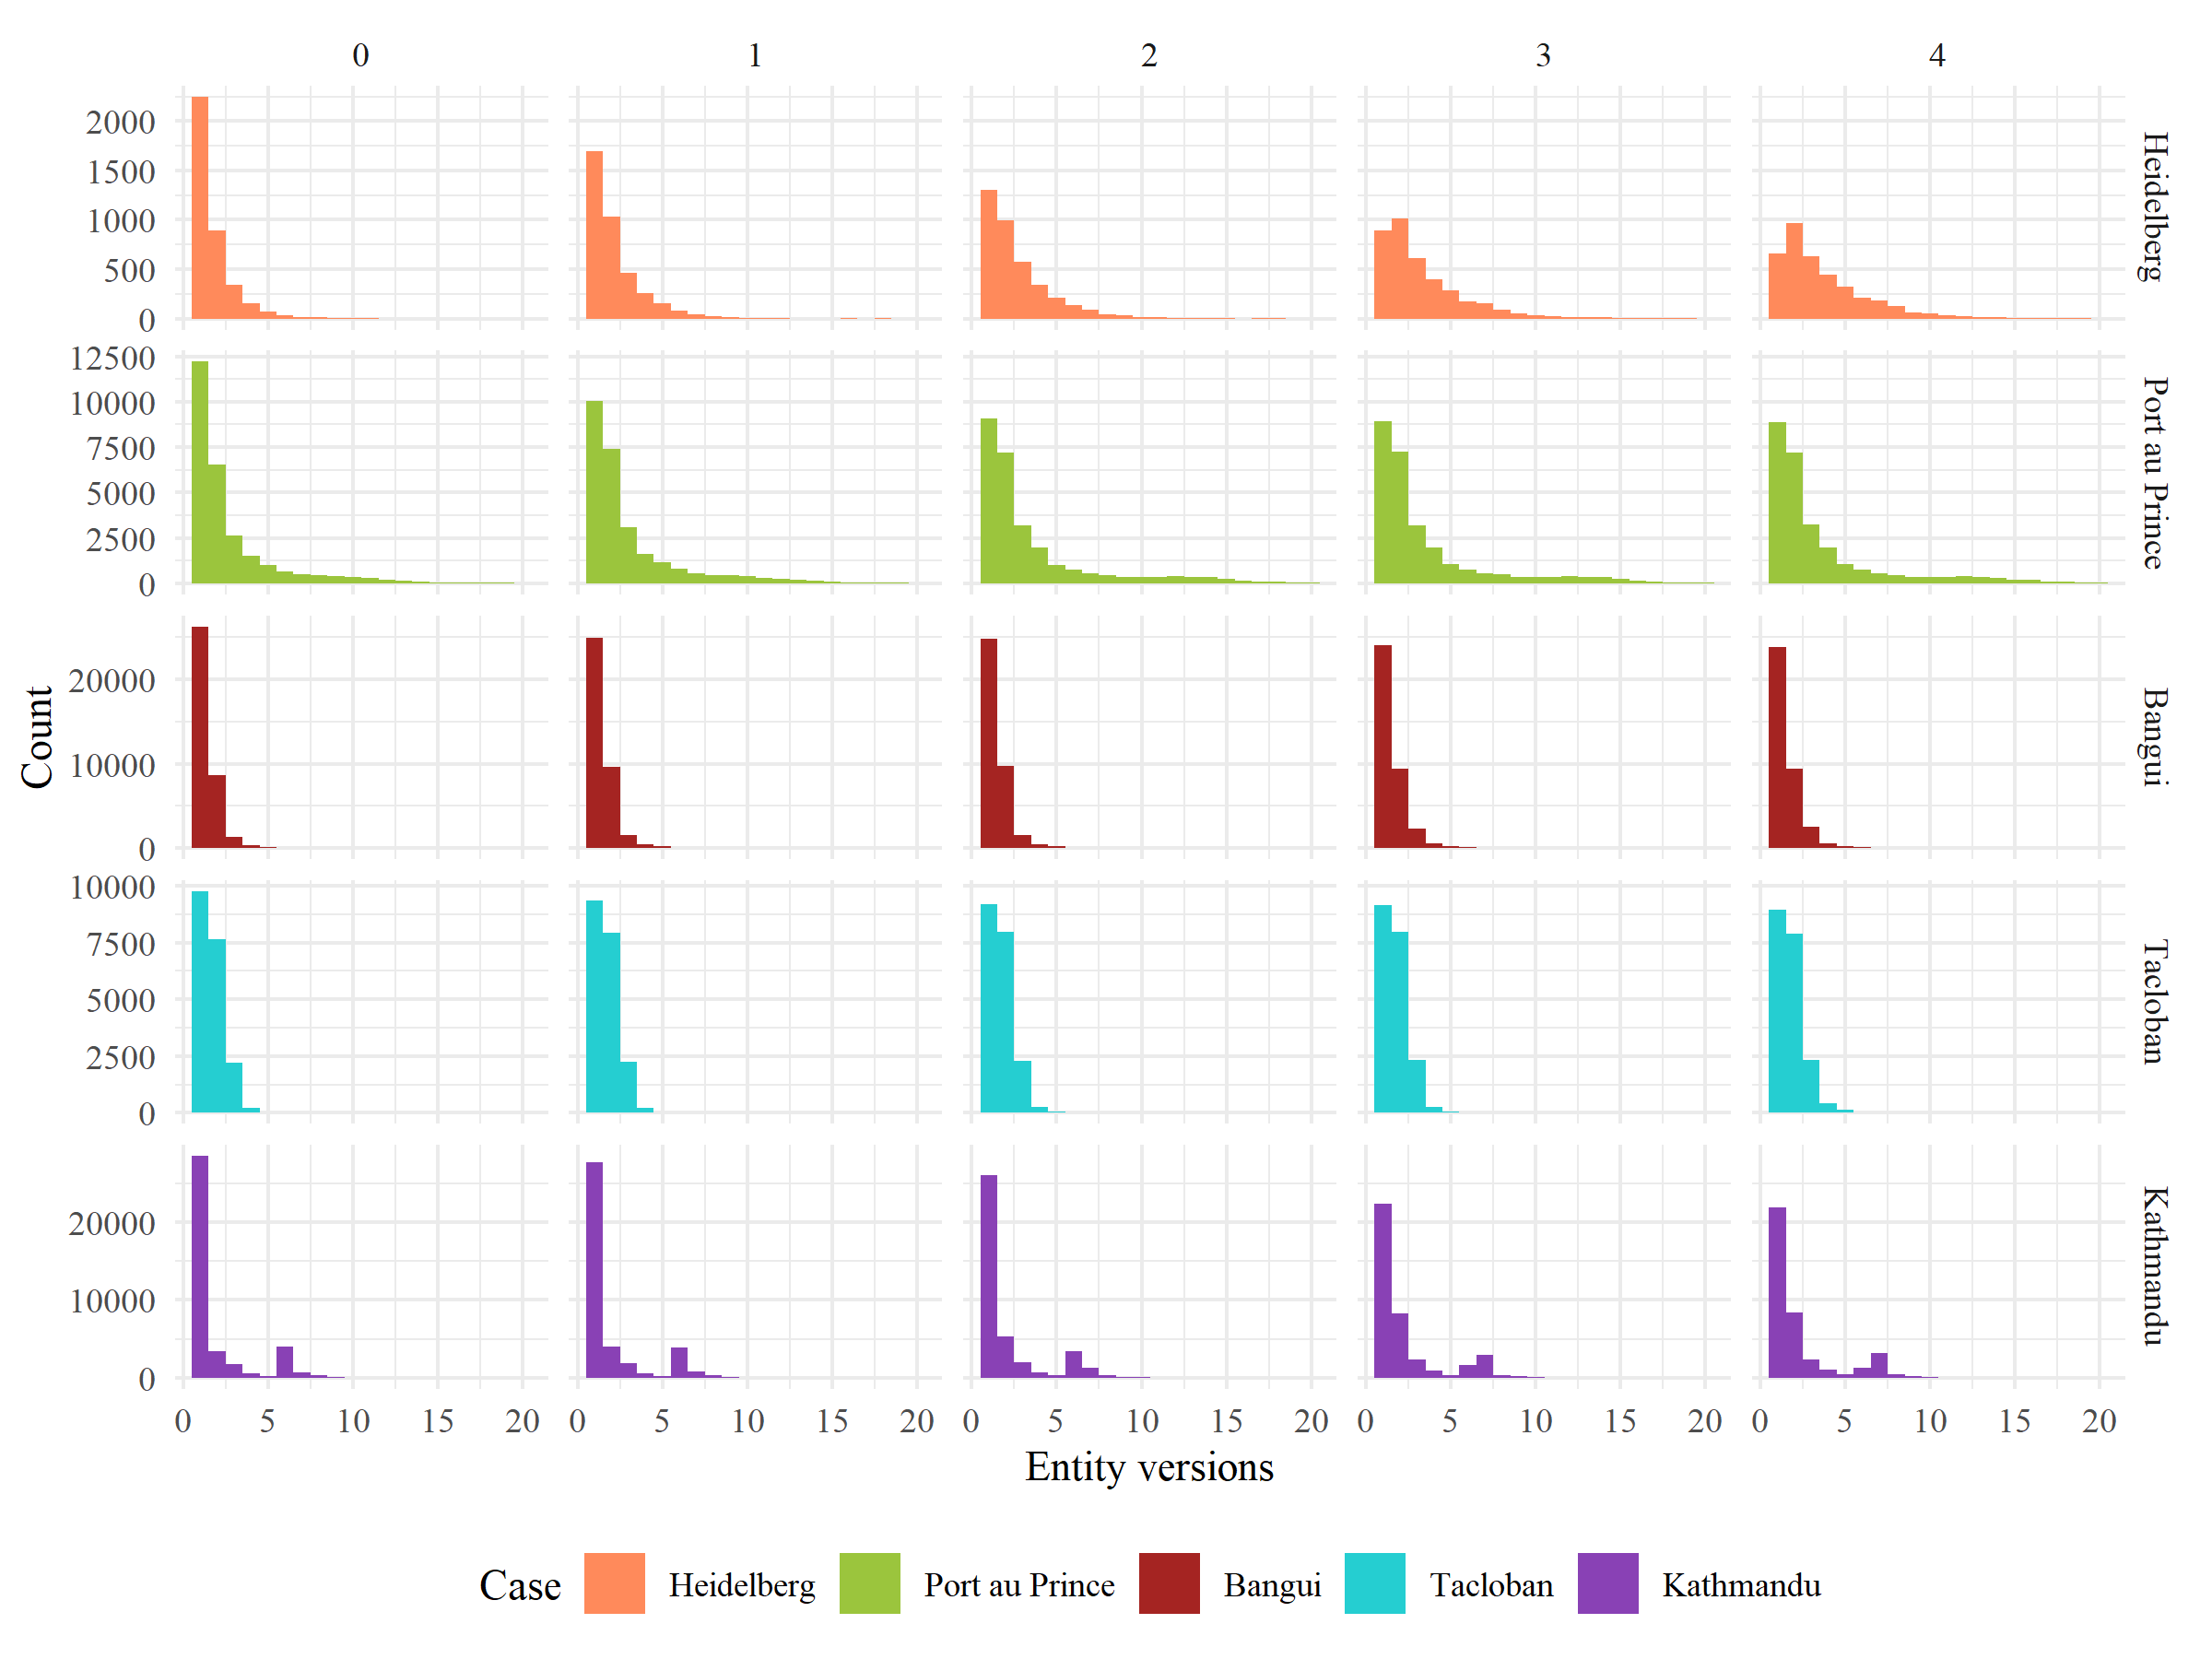 0 1 2 3 4
2000
1500
1000
500
0
Heidelberg
12500
10000
7500
5000
2500
0
Port au Prince
20000
10000
0
Bangui
10000
7500
5000
2500
0
Tacloban
20000
10000
0
Kathmandu
Count
0 5 10 15 20 0 5 10 15 20 0 5 10 15 20 0 5 10 15 20 0 5 10 15 20
Entity versions
Case Heidelberg Port au Prince Bangui Tacloban Kathmandu